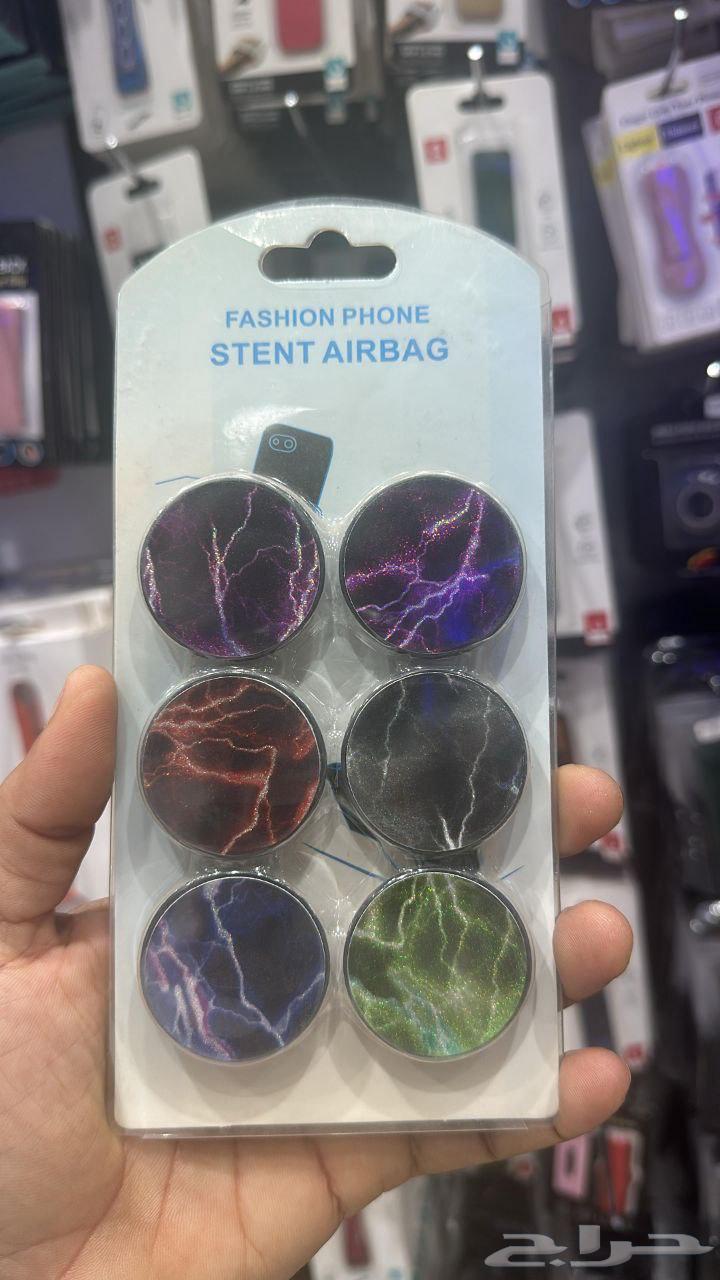 FASHION PHONE
STENT AIRBAG
حراج